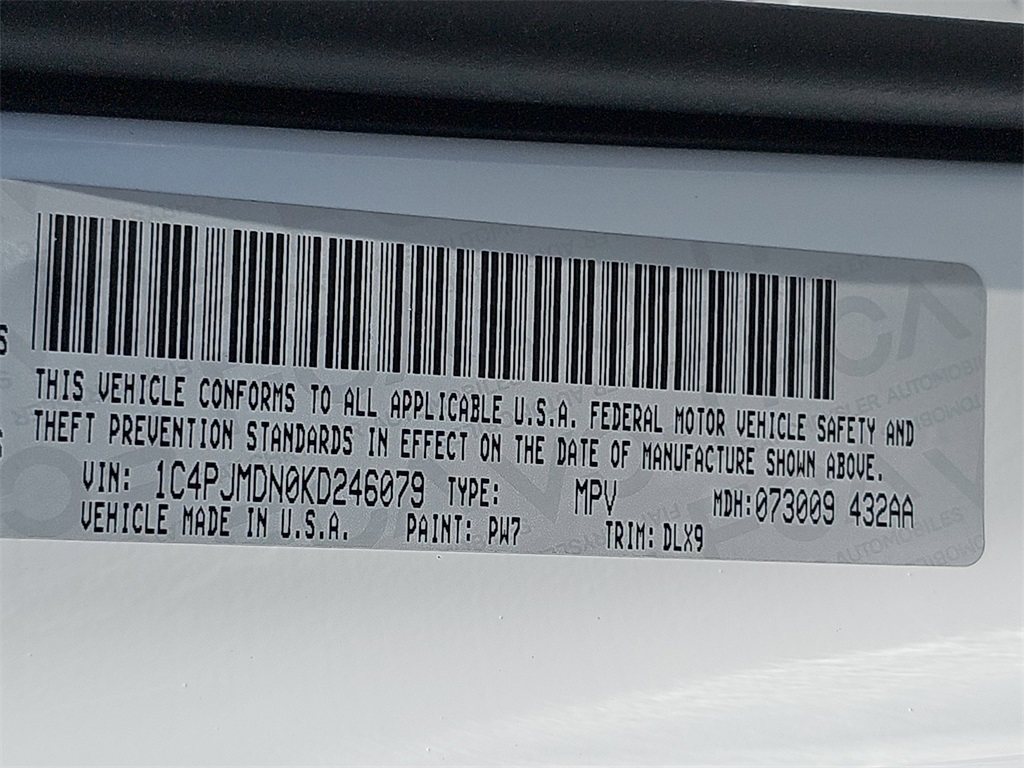 THIS VEHICLE CONFORMS TO ALL APPLICABLE U.S.A. FEDERAL MOTOR VEHICLE SAFETY AND
THEFT PREVENTION STANDARDS IN EFFECT ON THE DATE OF MANUFACTURE SHOWN ABOVE.
VIN: 1C4PJMDN0KD246079 TYPE: MPV MDH:073009 432AA
VEHICLE MADE IN U.S.A. PAINT: PW7 TRIM: DLX9